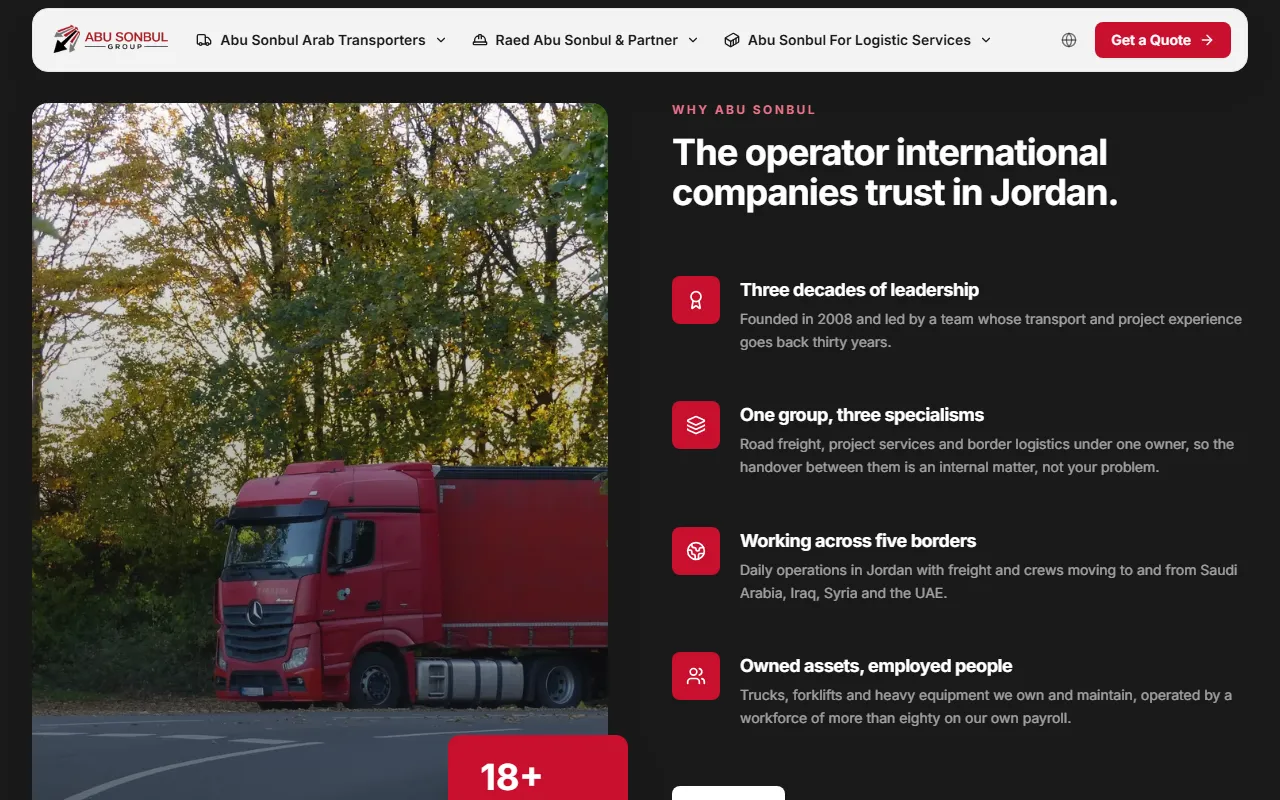 ABU SONBUL
GROUP
Abu Sonbul Arab Transporters
Raed Abu Sonbul & Partner
Abu Sonbul For Logistic Services
Get a Quote
WHY ABU SONBUL
The operator international
companies trust in Jordan.
Three decades of leadership
Founded in 2008 and led by a team whose transport and project experience
goes back thirty years.
One group, three specialisms
Road freight, project services and border logistics under one owner, so the
handover between them is an internal matter, not your problem.
Working across five borders
Daily operations in Jordan with freight and crews moving to and from Saudi
Arabia, Iraq, Syria and the UAE.
Owned assets, employed people
Trucks, forklifts and heavy equipment we own and maintain, operated by a
workforce of more than eighty on our own payroll.
18+